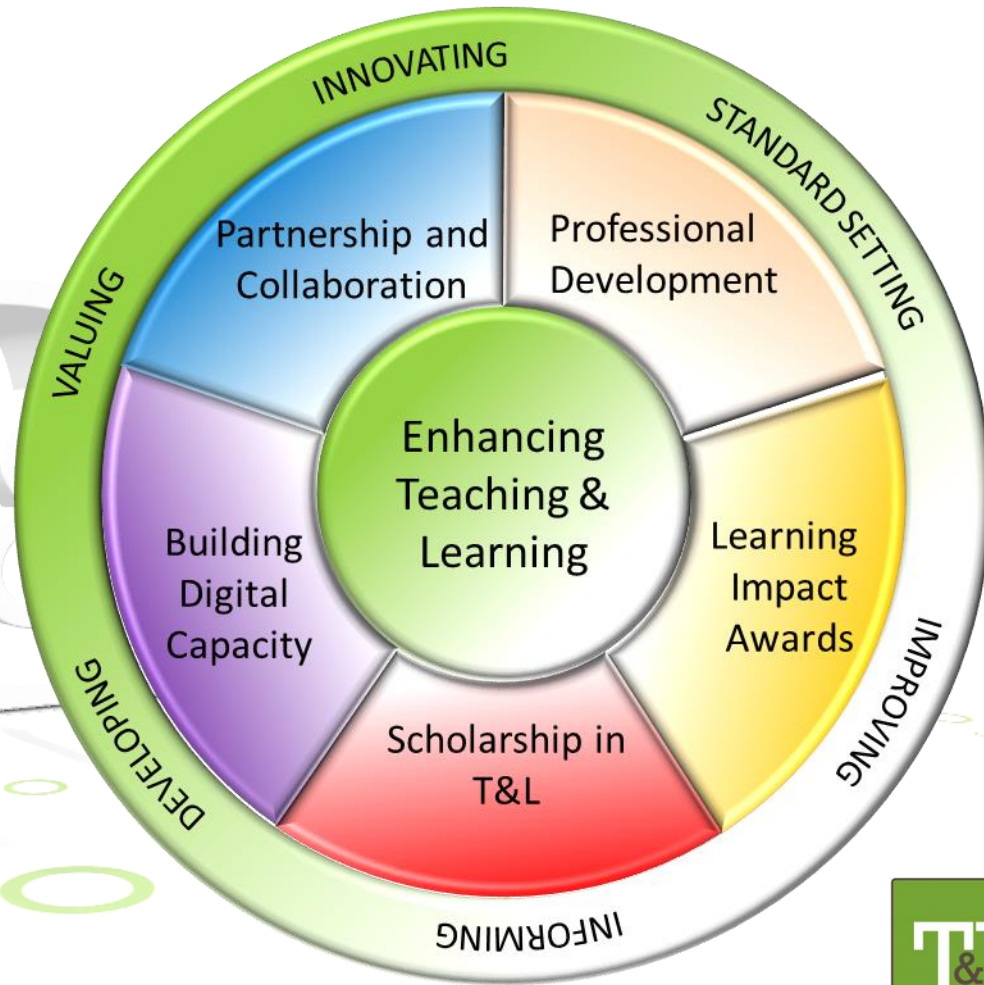 INNOVATING
STANDARD SETTING
IMPROVING
INFORMING
DEVELOPING
VALUING
Partnership and
Collaboration
Professional
Development
Learning
Impact
Awards
Scholarship in
T&L
Building
Digital
Capacity
Enhancing
Teaching &
Learning